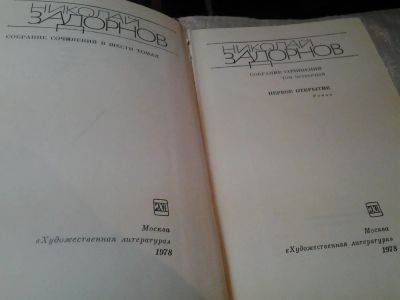 НИКОЛАЙ
ЗАДОРНОВ
СОБРАНИЕ СОЧИНЕНИЙ В ШЕСТИ ТОМАХ
Москва
«Художественная литература»
1978
НИКОЛАЙ
ЗАДОРНОВ
СОБРАНИЕ СОЧИНЕНИЙ
ТОМ ЧЕТВЕРТЫЙ
ПЕРВОЕ ОТКРЫТИЕ
Роман
Москва
«Художественная литература»
1978